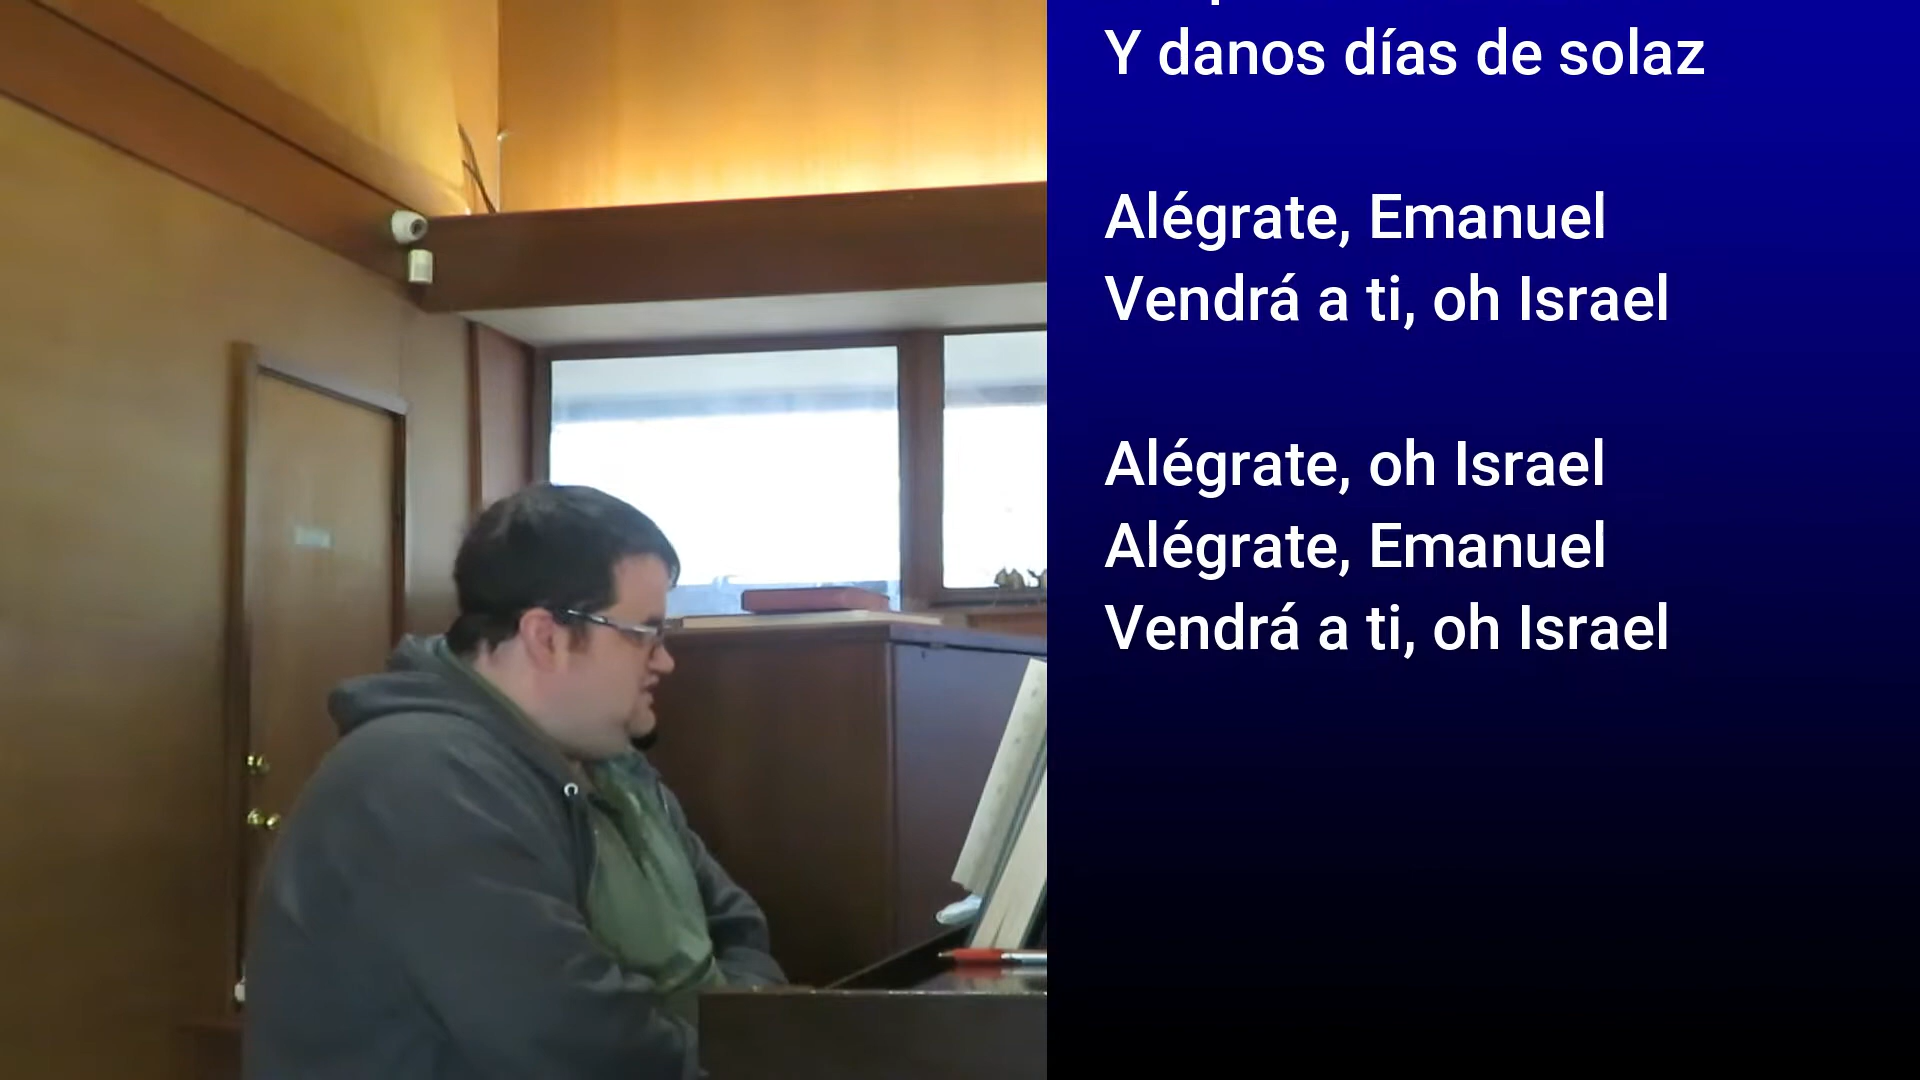 Y danos días de solaz
Alégrate, Emanuel
Vendrá a ti, oh Israel
Alégrate, oh Israel
Alégrate, Emanuel
Vendrá a ti, oh Israel